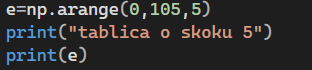 e=np.arange(0,105,5)
print("tablica o skoku 5")
print(e)